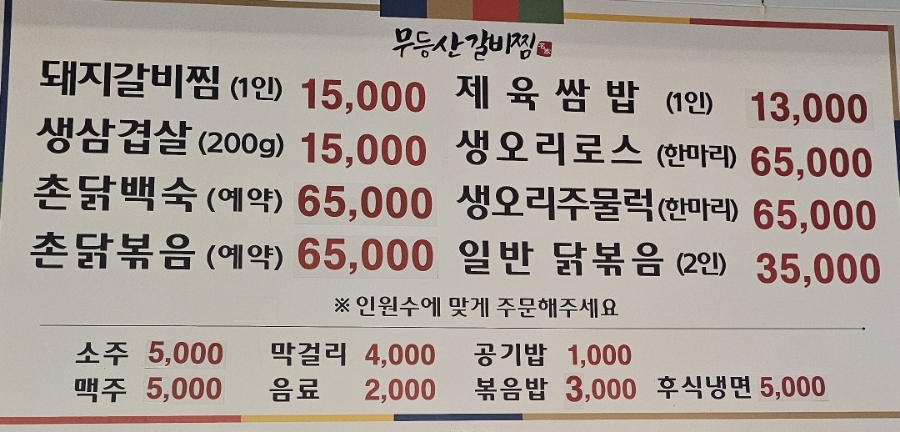 무등산갈비찜
돼지갈비찜 (1인) 15,000 제육쌈밥 (1인) 13,000
생삼겹살 (200g) 15,000 생오리로스 (한마리) 65,000
촌닭백숙 (예약) 65,000 생오리주물럭 (한마리) 65,000
촌닭볶음 (예약) 65,000 일반 닭볶음 (2인) 35,000
※ 인원수에 맞게 주문해주세요
소주 5,000 막걸리 4,000 공기밥 1,000
맥주 5,000 음료 2,000 볶음밥 3,000 후식냉면 5,000